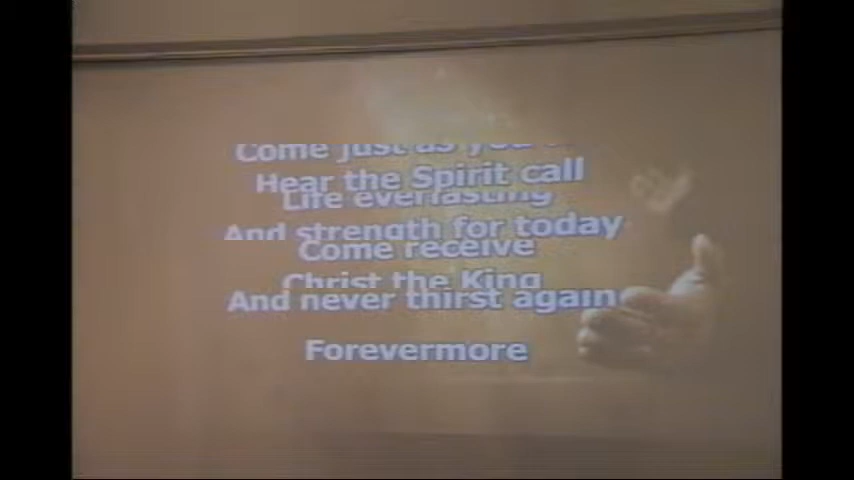 Come just as you
Hear the Spirit call
Life everlasting
And strength for today
Come receive
Christ the King
And never thirst again
Forevermore